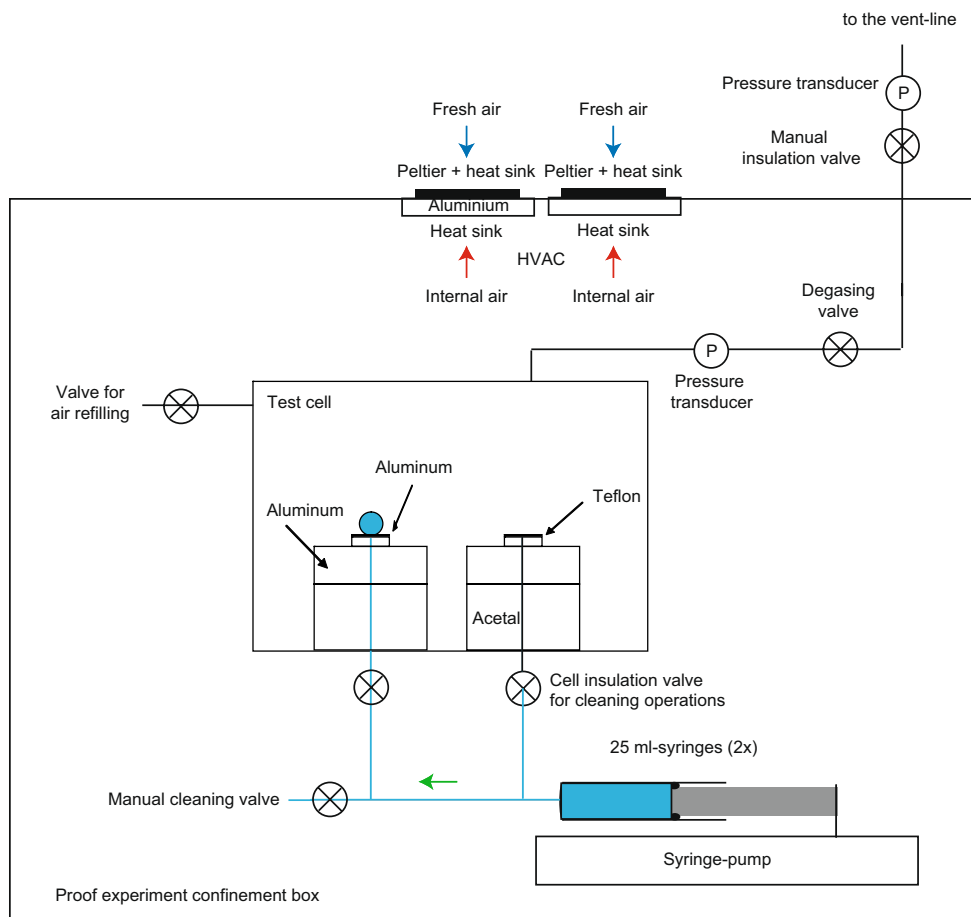 to the vent-line
Pressure transducer
P
Manual
insulation valve
Fresh air
Fresh air
Peltier + heat sink
Peltier + heat sink
Aluminium
Heat sink
Heat sink
HVAC
Internal air
Internal air
Degasing
valve
P
Pressure
transducer
Valve for
air refilling
Test cell
Aluminum
Aluminum
Teflon
Acetal
Cell insulation valve
for cleaning operations
25 ml-syringes (2x)
Manual cleaning valve
Syringe-pump
Proof experiment confinement box